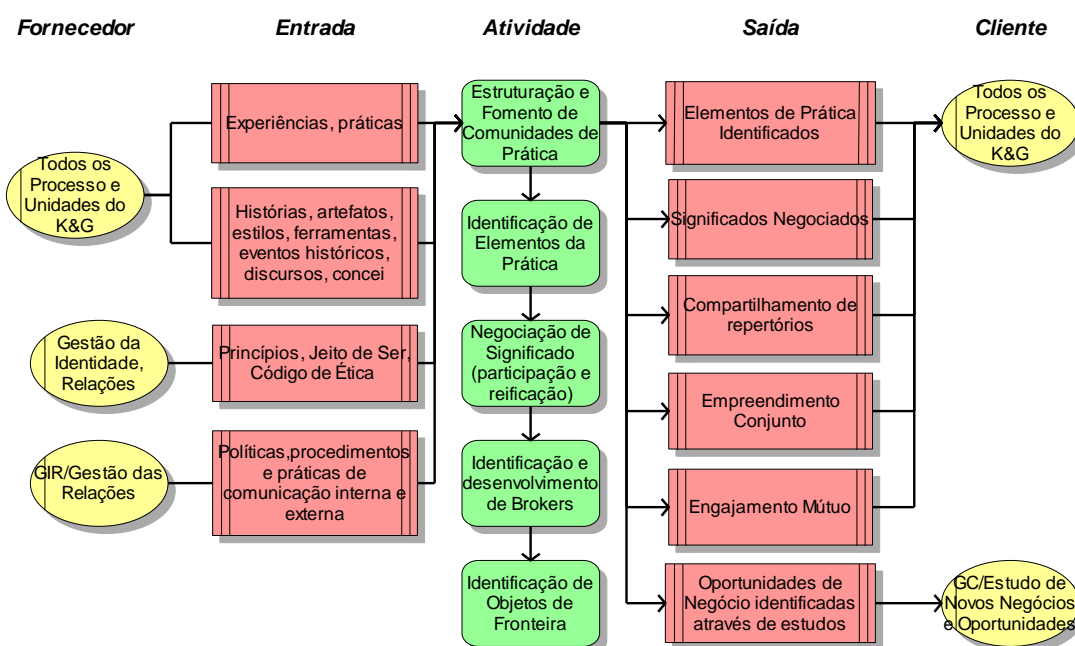 Fornecedor
Entrada
Atividade
Saída
Cliente
Todos os
Processo e
Unidades do
K&G
Gestão da
Identidade,
Relações
GIR/Gestão das
Relações
Experiências, práticas
Histórias, artefatos,
estilos, ferramentas,
eventos históricos,
discursos, concei
Princípios, Jeito de Ser,
Código de Ética
Políticas,procedimentos
e práticas de
comunicação interna e
externa
Estruturação e
Fomento de
Comunidades de
Prática
Identificação de
Elementos da
Prática
Negociação de
Significado
(participação e
reificação)
Identificação e
desenvolvimento
de Brokers
Identificação de
Objetos de
Fronteira
Elementos de Prática
Identificados
Significados Negociados
Compartilhamento de
repertórios
Empreendimento
Conjunto
Engajamento Mútuo
Oportunidades de
Negócio identificadas
através de estudos
Todos os
Processo e
Unidades do
K&G
GC/Estudo de
Novos Negócios
e Oportunidades